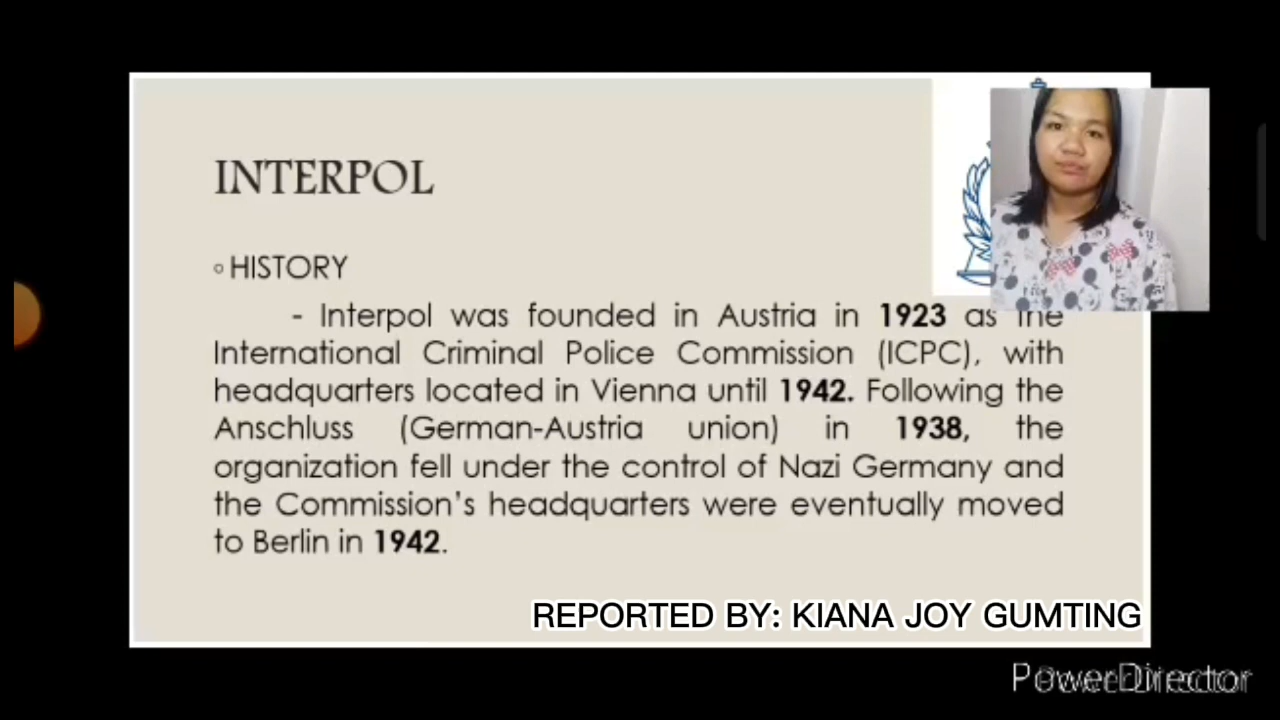 INTERPOL
◦ HISTORY
- Interpol was founded in Austria in 1923 as the
International Criminal Police Commission (ICPC), with
headquarters located in Vienna until 1942. Following the
Anschluss (German-Austria union) in 1938, the
organization fell under the control of Nazi Germany and
the Commission's headquarters were eventually moved
to Berlin in 1942.
REPORTED BY: KIANA JOY GUMTING
PowerDirector